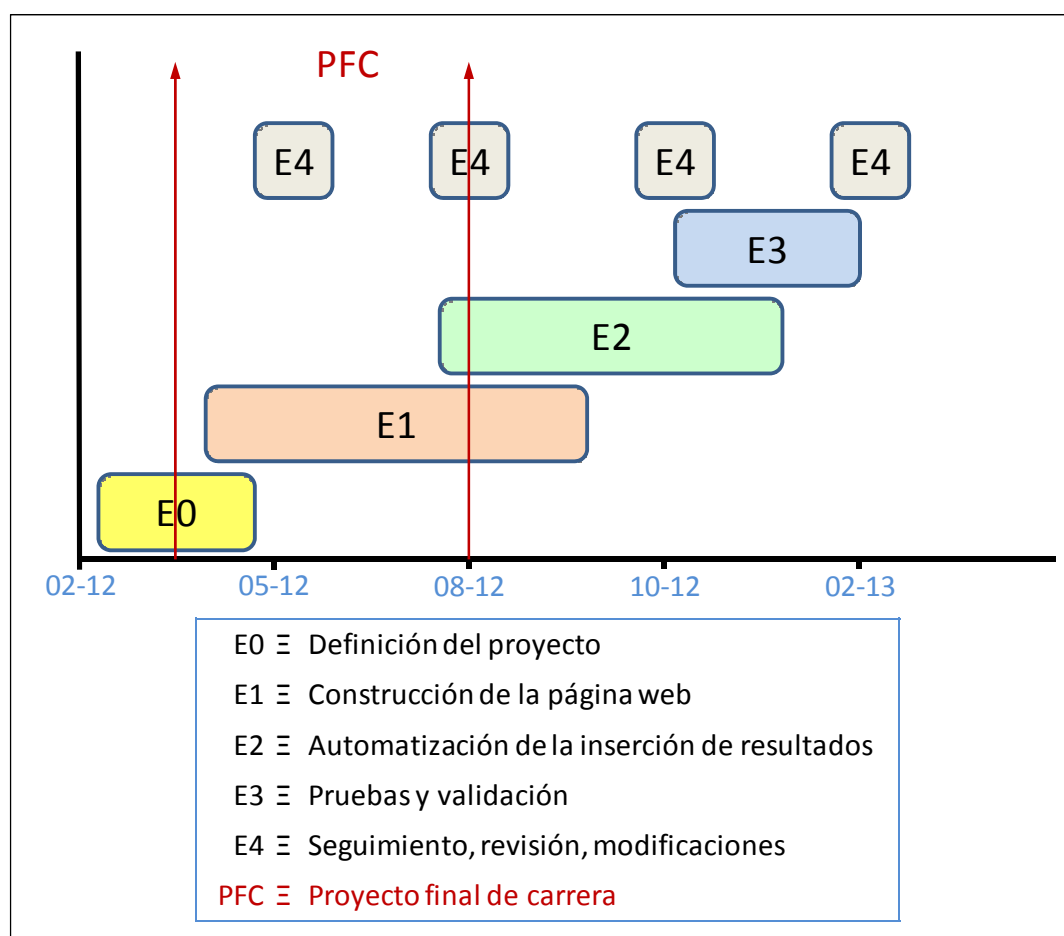 PFC
E4 E4 E4 E4
E3
E2
E1
E0
02-12 05-12 08-12 10-12 02-13
E0 Ξ Definición del proyecto
E1 Ξ Construcción de la página web
E2 Ξ Automatización de la inserción de resultados
E3 Ξ Pruebas y validación
E4 Ξ Seguimiento, revisión, modificaciones
PFC Ξ Proyecto final de carrera